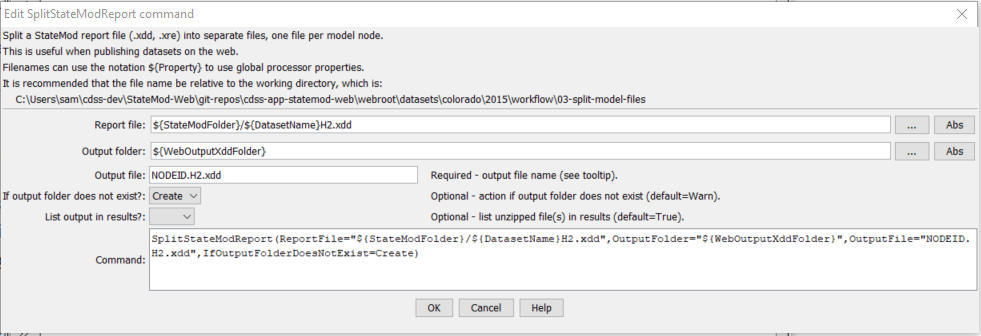 Edit SplitStateModReport command
Split a StateMod report file (.xdd, .xre) into separate files, one file per model node.
This is useful when publishing datasets on the web.
Filenames can use the notation ${Property} to use global processor properties.
It is recommended that the file name be relative to the working directory, which is:
C:\Users\sam\cdss-dev\StateMod-Web\git-repos\cdss-app-statemod-web\webroot\datasets\colorado\2015\workflow\03-split-model-files
Report file: ${StateModFolder}/${DatasetName}H2.xdd ... Abs
Output folder: ${WebOutputXddFolder} ... Abs
Output file: NODEID.H2.xdd Required - output file name (see tooltip).
If output folder does not exist?: Create Optional - action if output folder does not exist (default=Warn).
List output in results?: Optional - list unzipped file(s) in results (default=True).
Command: SplitStateModReport(ReportFile="${StateModFolder}/${DatasetName}H2.xdd",OutputFolder="${WebOutputXddFolder}",OutputFile="NODEID.
H2.xdd",IfOutputFolderDoesNotExist=Create)
OK Cancel Help